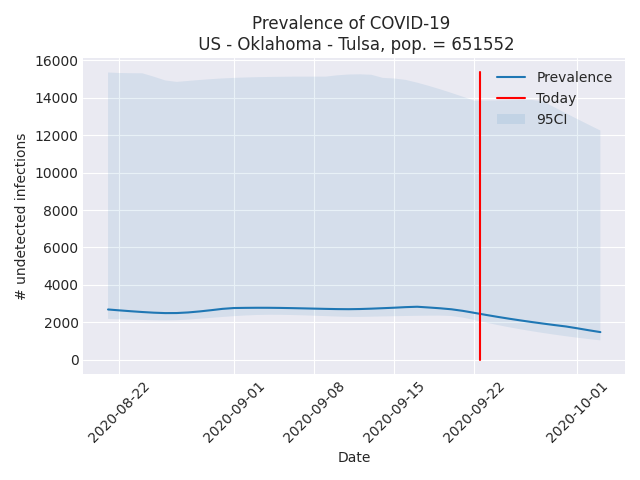 Prevalence of COVID-19
US - Oklahoma - Tulsa, pop. = 651552
# undetected infections
16000
14000
12000
10000
8000
6000
4000
2000
0
Prevalence
Today
95CI
2020-08-22
2020-09-01
2020-09-08
2020-09-15
2020-09-22
2020-10-01
Date